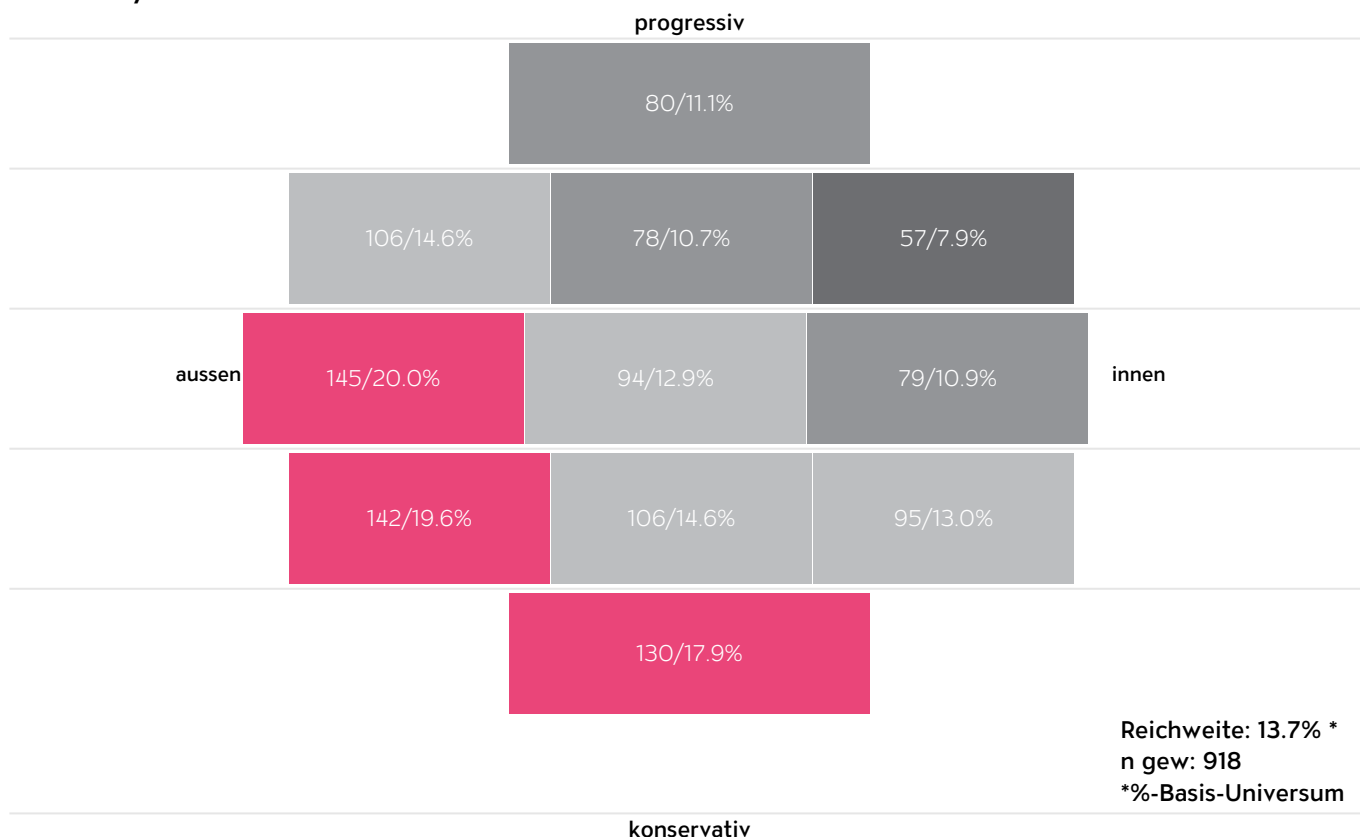 progressiv
80/11.1%
106/14.6% 78/10.7% 57/7.9%
aussen 145/20.0% 94/12.9% 79/10.9% innen
142/19.6% 106/14.6% 95/13.0%
130/17.9%
Reichweite: 13.7% *
n gew: 918
*%-Basis-Universum
konservativ